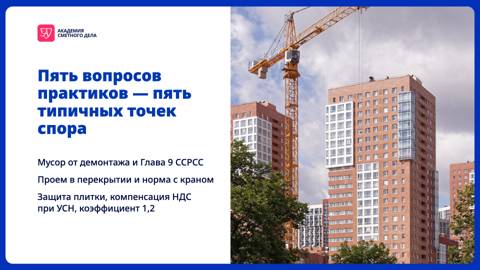 АКАДЕМИЯ
СМЕТНОГО ДЕЛА
Пять вопросов
практиков — пять
типичных точек
спора
Мусор от демонтажа и Глава 9 ССРСС
Проем в перекрытии и норма с краном
Защита плитки, компенсация НДС
при УСН, коэффициент 1,2